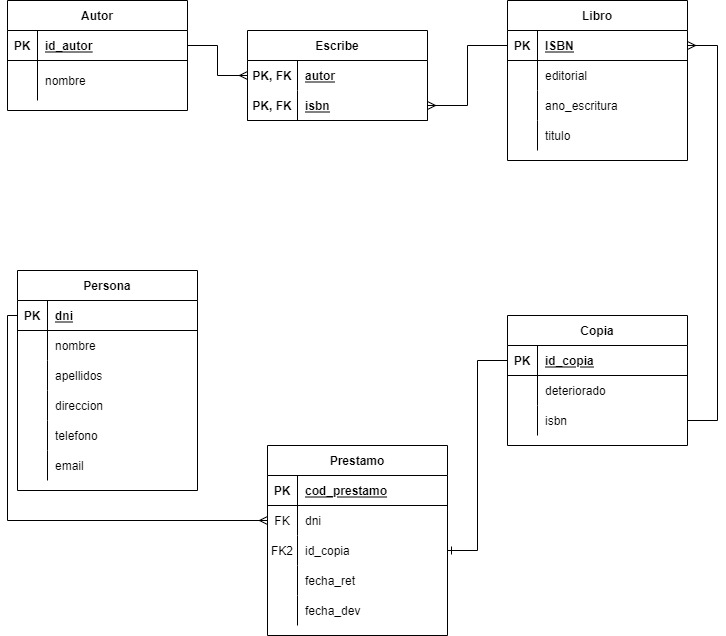 Autor
PK id_autor
nombre
Escribe
PK, FK autor
PK, FK isbn
Libro
PK ISBN
editorial
ano_escritura
titulo
Persona
PK dni
nombre
apellidos
direccion
telefono
email
Copia
PK id_copia
deteriorado
isbn
Prestamo
PK cod_prestamo
FK dni
FK2 id_copia
fecha_ret
fecha_dev